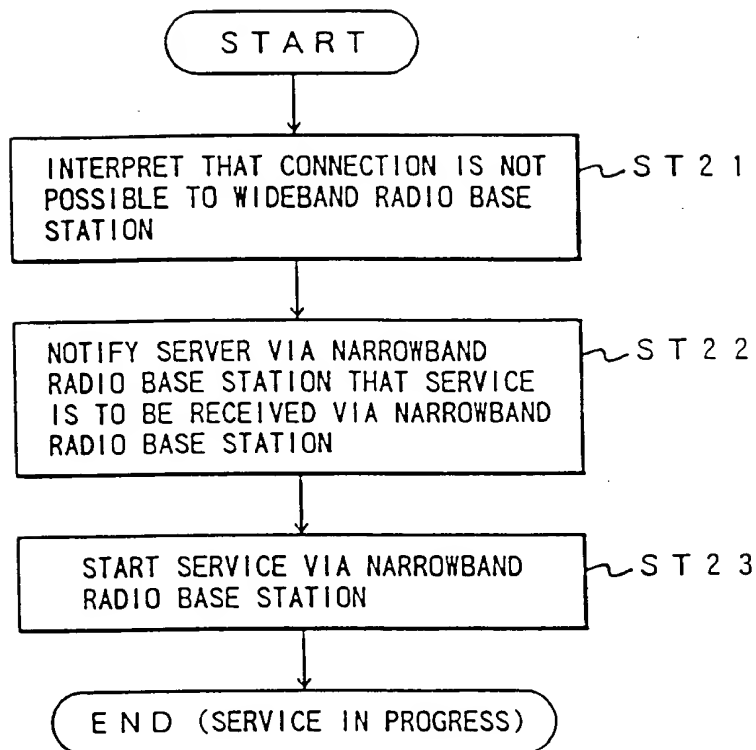 START
INTERPRET THAT CONNECTION IS NOT
POSSIBLE TO WIDEBAND RADIO BASE
STATION
ST21
NOTIFY SERVER VIA NARROWBAND
RADIO BASE STATION THAT SERVICE
IS TO BE RECEIVED VIA NARROWBAND
RADIO BASE STATION
ST22
START SERVICE VIA NARROWBAND
RADIO BASE STATION
ST23
END (SERVICE IN PROGRESS)